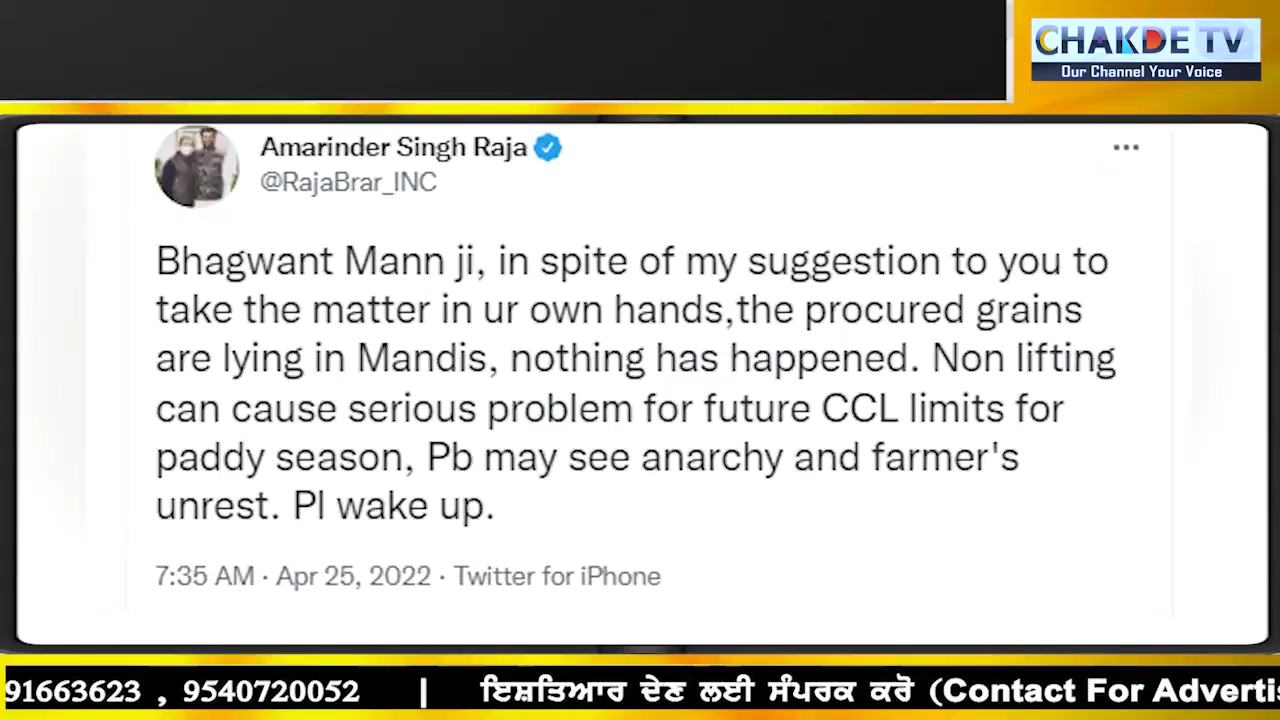 CHAKDE TV
Our Channel Your Voice
Amarinder Singh Raja
@RajaBrar_INC
Bhagwant Mann ji, in spite of my suggestion to you to
take the matter in ur own hands,the procured grains
are lying in Mandis, nothing has happened. Non lifting
can cause serious problem for future CCL limits for
paddy season, Pb may see anarchy and farmer's
unrest. Pl wake up.
7:35 AM · Apr 25, 2022 · Twitter for iPhone
91663623 , 9540720052 | ਇਸ਼ਤਿਆਰ ਦੇਣ ਲਈ ਸੰਪਰਕ ਕਰੋ (Contact For Advertis